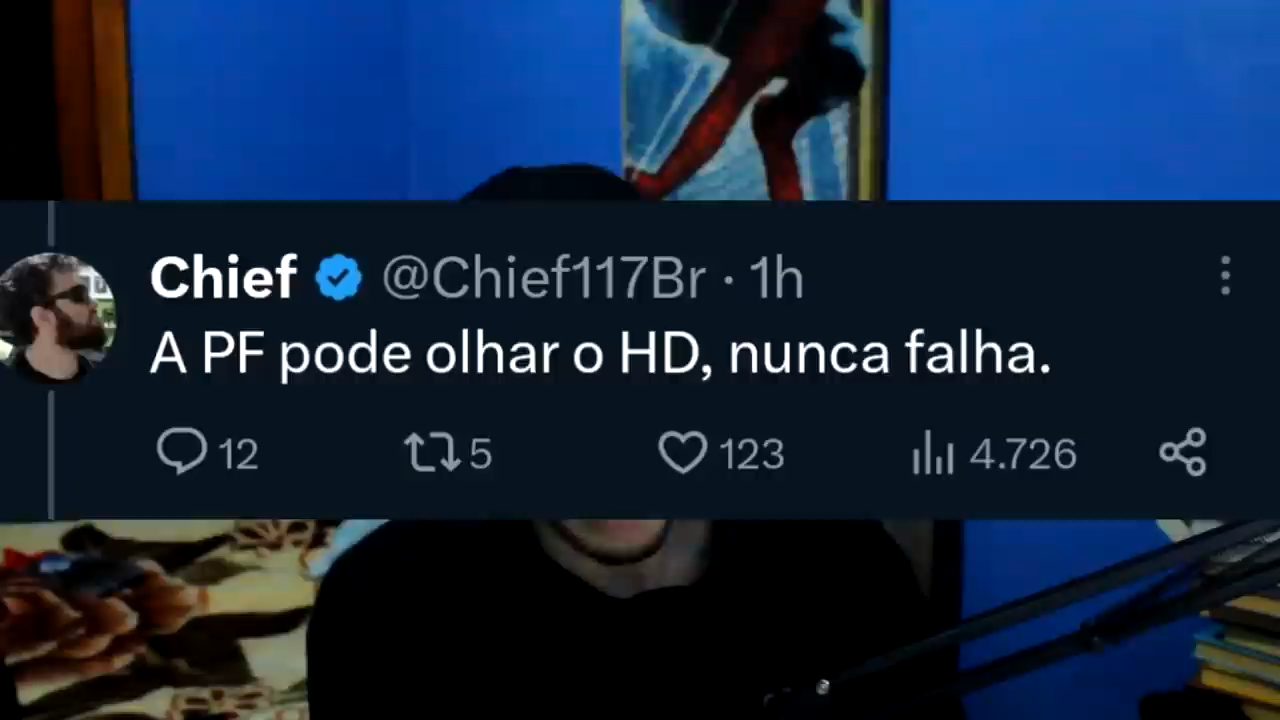 Chief @Chief117Br · 1h
A PF pode olhar o HD, nunca falha.
12 5 123 4.726